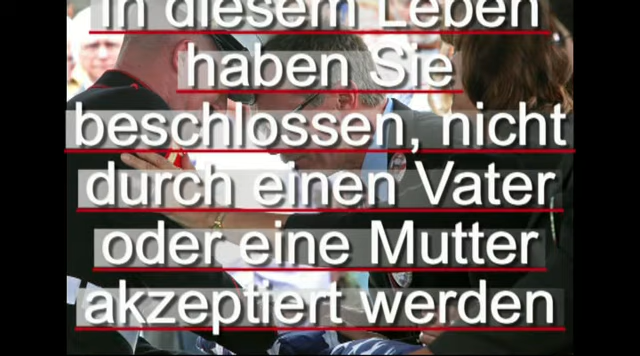 In diesem Leben
haben Sie
beschlossen, nicht
durch einen Vater
oder eine Mutter
akzeptiert werden